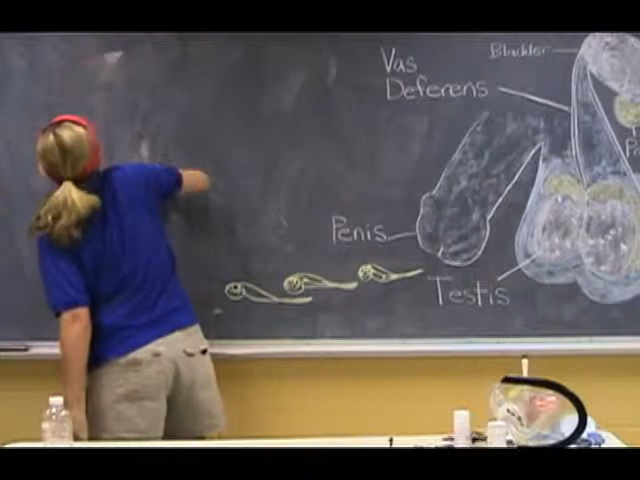 Bladder
Vas
Deferens
Penis
Testis